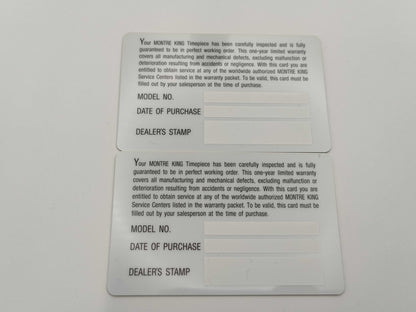 Your MONTRE KING Timepiece has been carefully inspected and is fully
guaranteed to be in perfect working order. This one-year limited warranty
covers all manufacturing and mechanical defects, excluding malfunction or
deterioration resulting from accidents or negligence. With this card you are
entitled to obtain service at any of the worldwide authorized MONTRE KING
Service Centers listed in the warranty packet. To be valid, this card must be
filled out by your salesperson at the time of purchase.
MODEL NO.
DATE OF PURCHASE
DEALER'S STAMP
Your MONTRE KING Timepiece has been carefully inspected and is fully
guaranteed to be in perfect working order. This one-year limited warranty
covers all manufacturing and mechanical defects, excluding malfunction or
deterioration resulting from accidents or negligence. With this card you are
entitled to obtain service at any of the worldwide authorized MONTRE KING
Service Centers listed in the warranty packet. To be valid, this card must be
filled out by your salesperson at the time of purchase.
MODEL NO.
DATE OF PURCHASE
DEALER'S STAMP